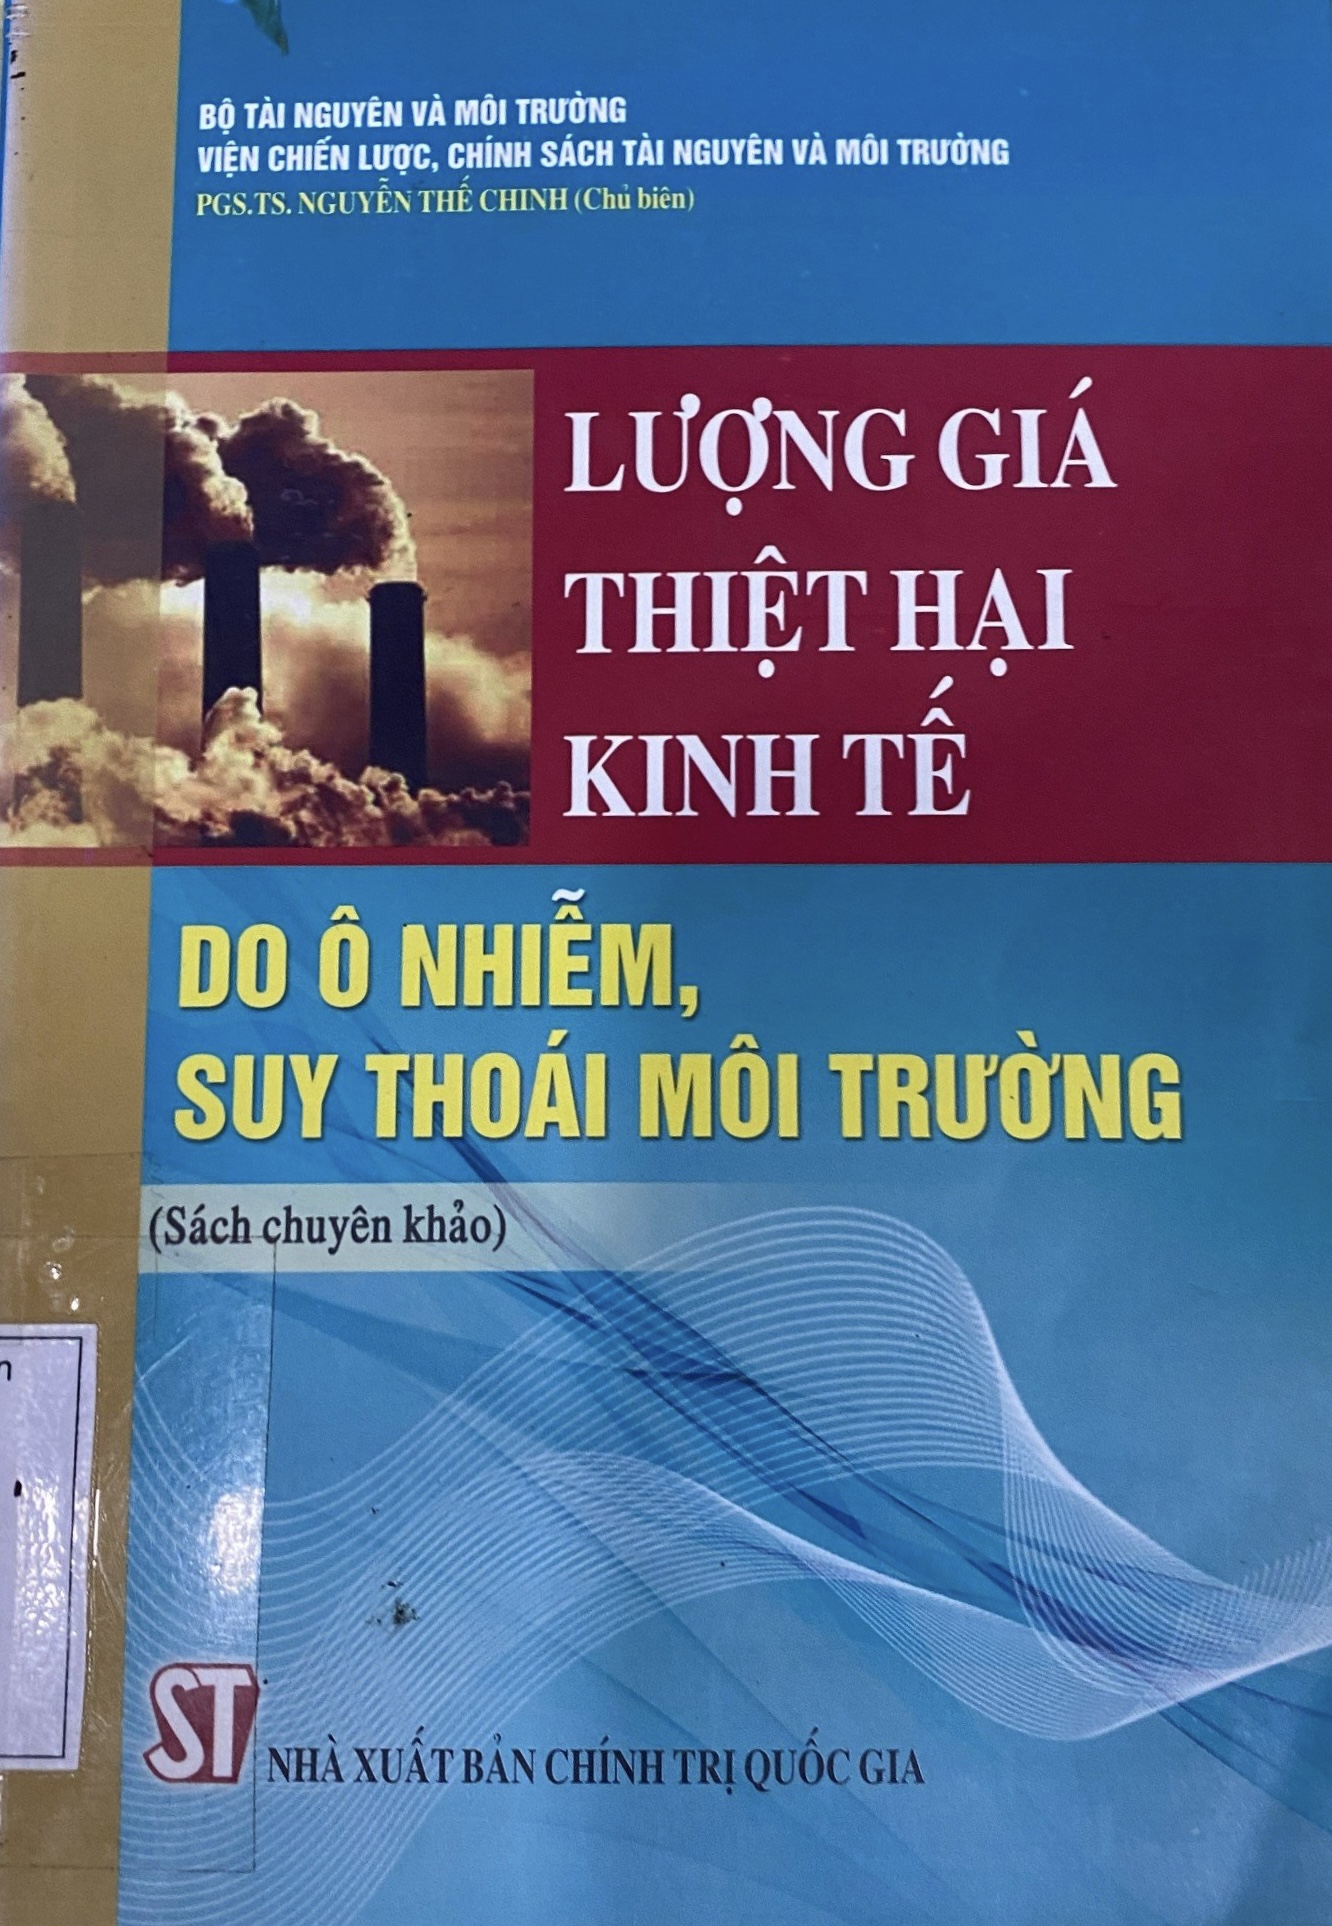 BỘ TÀI NGUYÊN VÀ MÔI TRƯỜNG
VIỆN CHIẾN LƯỢC, CHÍNH SÁCH TÀI NGUYÊN VÀ MÔI TRƯỜNG
PGS.TS. NGUYỄN THẾ CHINH (Chủ biên)
LƯỢNG GIÁ
THIỆT HẠI
KINH TẾ
DO Ô NHIỄM,
SUY THOÁI MÔI TRƯỜNG
(Sách chuyên khảo)
n
ST
NHÀ XUẤT BẢN CHÍNH TRỊ QUỐC GIA